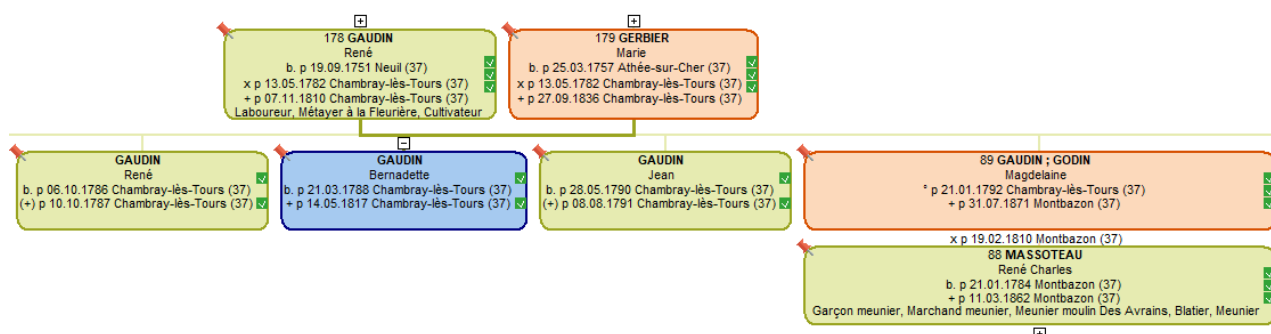 178 GAUDIN
René
b. p 19.09.1751 Neuil (37)
x p 13.05.1782 Chambray-lès-Tours (37)
+ p 07.11.1810 Chambray-lès-Tours (37)
Laboureur, Métayer à la Fleurière, Cultivateur
179 GERBIER
Marie
b. p 25.03.1757 Athée-sur-Cher (37)
x p 13.05.1782 Chambray-lès-Tours (37)
+ p 27.09.1836 Chambray-lès-Tours (37)
GAUDIN
René
b. p 06.10.1786 Chambray-lès-Tours (37)
(+) p 10.10.1787 Chambray-lès-Tours (37)
GAUDIN
Bernadette
b. p 21.03.1788 Chambray-lès-Tours (37)
+ p 14.05.1817 Chambray-lès-Tours (37)
GAUDIN
Jean
b. p 28.05.1790 Chambray-lès-Tours (37)
(+) p 08.08.1791 Chambray-lès-Tours (37)
89 GAUDIN ; GODIN
Magdelaine
° p 21.01.1792 Chambray-lès-Tours (37)
+ p 31.07.1871 Montbazon (37)
x p 19.02.1810 Montbazon (37)
88 MASSOTEAU
René Charles
b. p 21.01.1784 Montbazon (37)
+ p 11.03.1862 Montbazon (37)
Garçon meunier, Marchand meunier, Meunier moulin Des Avrains, Blatier, Meunier